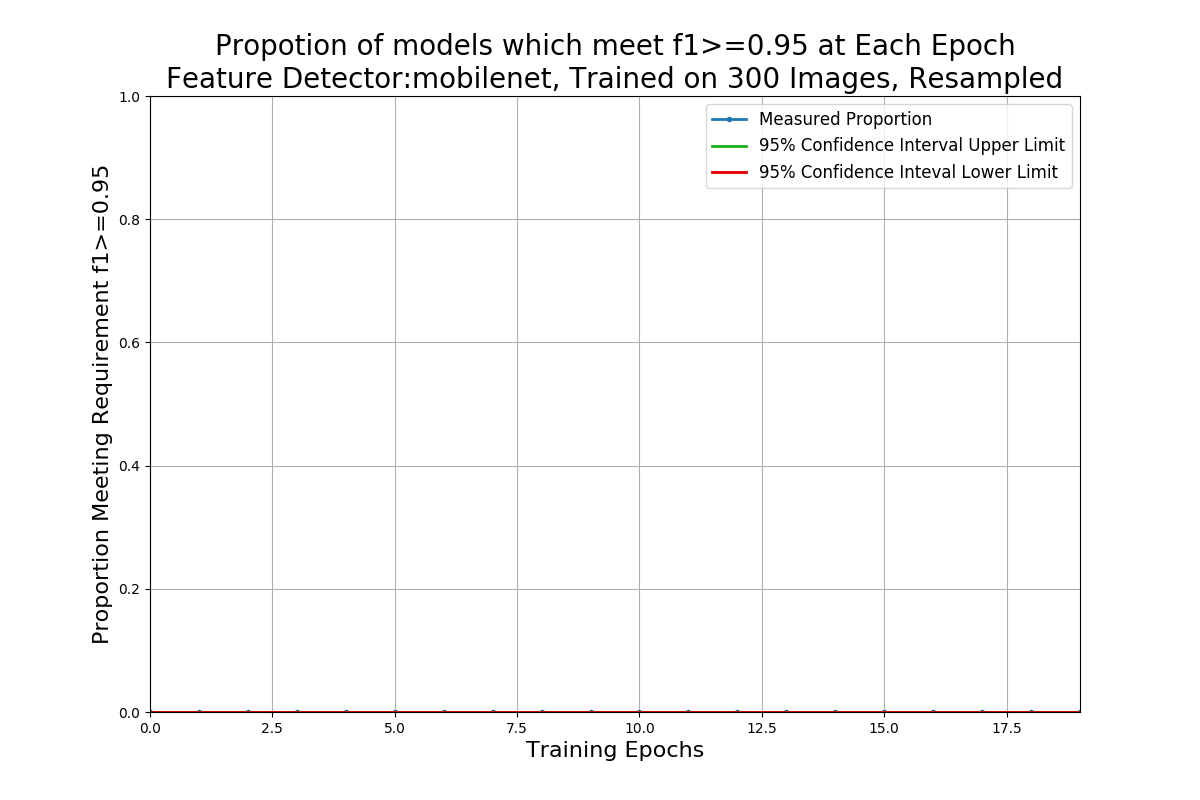 Propotion of models which meet f1>=0.95 at Each Epoch
Feature Detector:mobilenet, Trained on 300 Images, Resampled
Measured Proportion
95% Confidence Interval Upper Limit
95% Confidence Inteval Lower Limit
Proportion Meeting Requirement f1>=0.95
1.0
0.8
0.6
0.4
0.2
0.0
0.0 2.5 5.0 7.5 10.0 12.5 15.0 17.5
Training Epochs